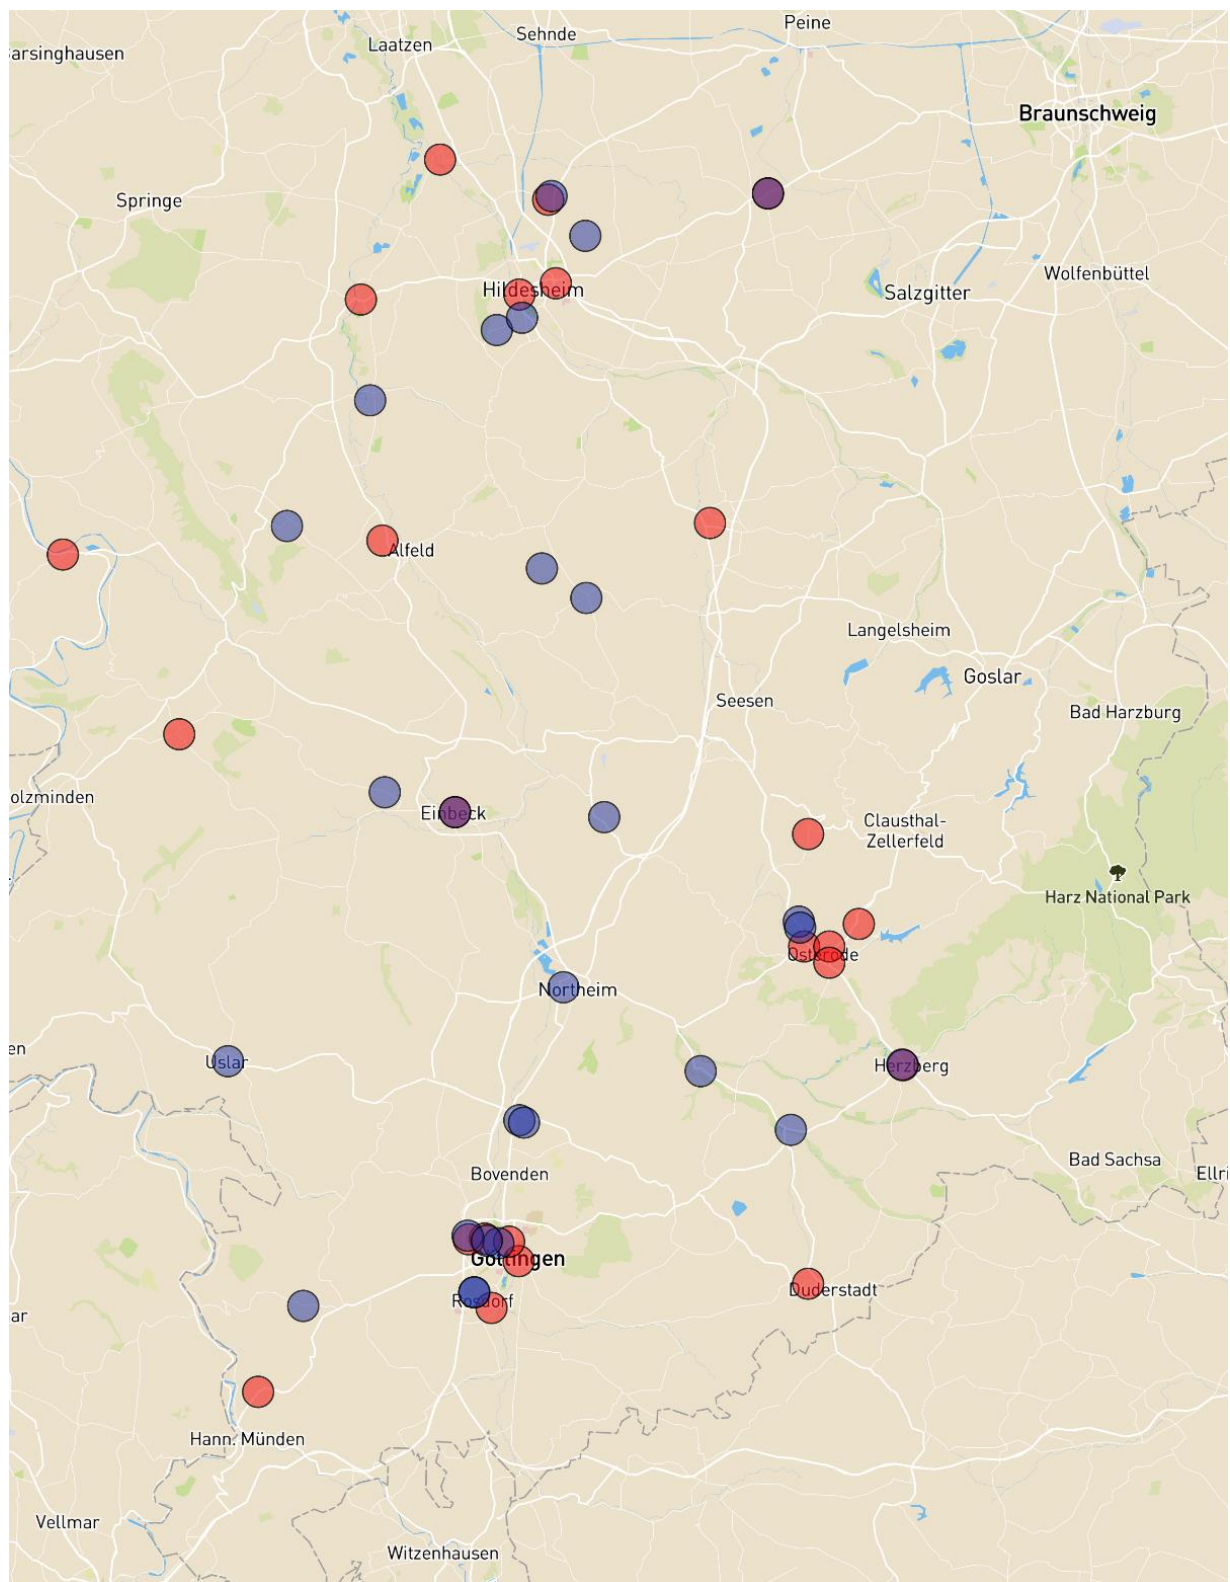 Peine
Sehnde
Laatzen
arsinghausen
Braunschweig
Springe
Wolfenbüttel
Hildesheim
Salzgitter
Alfeld
Langelsheim
Goslar
Seesen
Bad Harzburg
olzminden
Einbeck
Clausthal-
Zellerfeld
Harz National Park
Osterode
Northeim
en
Uslar
Herzberg
Bad Sachsa
Bovenden
Ellri
Göttingen
Duderstadt
Rosdorf
ar
Hann. Münden
Vellmar
Witzenhausen